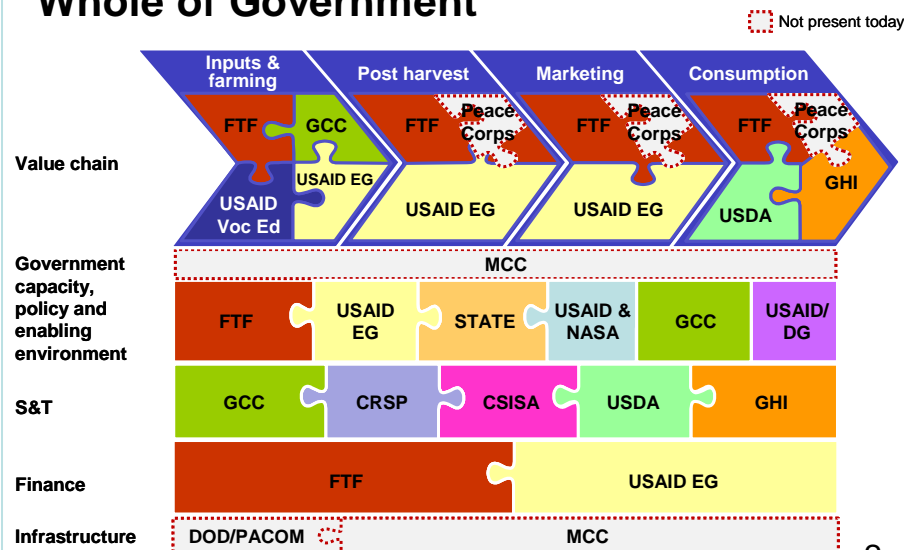 Whole of Government
Not present today
Inputs &
farming
Post harvest
Marketing
Consumption
Value chain
FTF
GCC
USAID
Voc Ed
USAID EG
FTF
Peace
Corps
USAID EG
FTF
Peace
Corps
USAID EG
FTF
Peace
Corps
USDA
GHI
Government
capacity,
policy and
enabling
environment
MCC
FTF
USAID
EG
STATE
USAID &
NASA
GCC
USAID/
DG
S&T
GCC
CRSP
CSISA
USDA
GHI
Finance
FTF
USAID EG
Infrastructure
DOD/PACOM
MCC